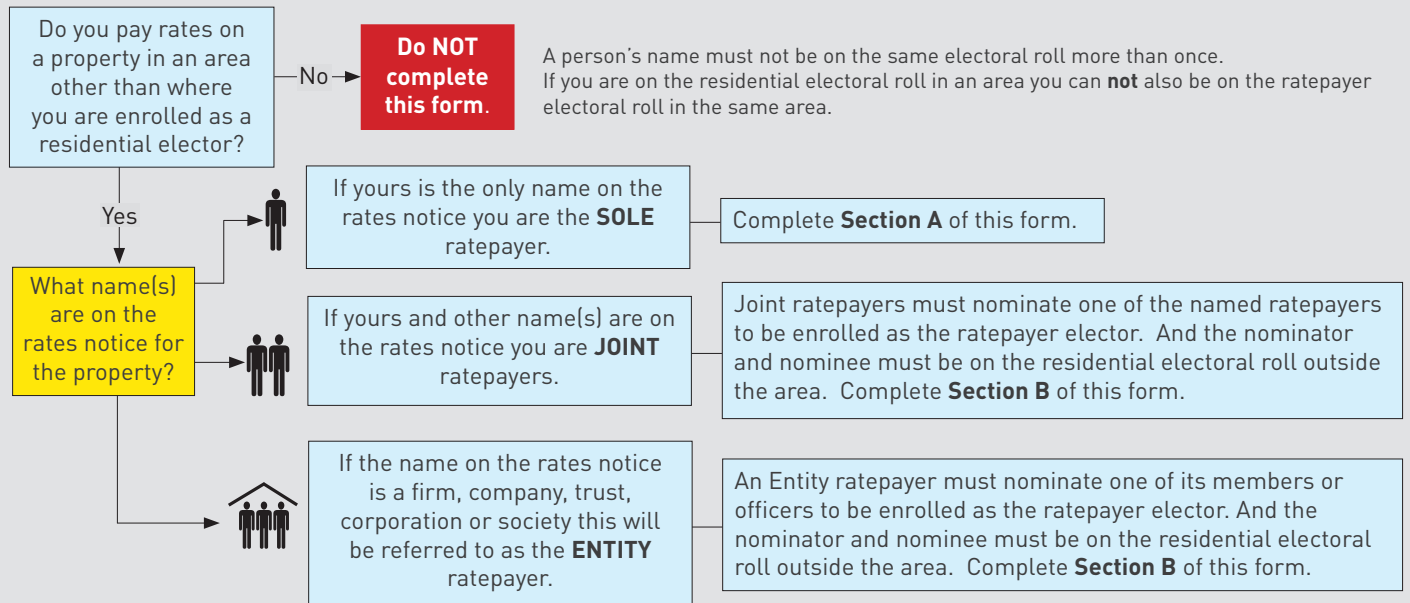 Do you pay rates on
a property in an area
other than where
you are enrolled as a
residential elector?
No
Do NOT
complete
this form.
A person's name must not be on the same electoral roll more than once.
If you are on the residential electoral roll in an area you can not also be on the ratepayer
electoral roll in the same area.
Yes
What name(s)
are on the
rates notice for
the property?
If yours is the only name on the
rates notice you are the SOLE
ratepayer.
Complete Section A of this form.
If yours and other name(s) are on
the rates notice you are JOINT
ratepayers.
Joint ratepayers must nominate one of the named ratepayers
to be enrolled as the ratepayer elector.  And the nominator
and nominee must be on the residential electoral roll outside
the area.  Complete Section B of this form.
If the name on the rates notice
is a firm, company, trust,
corporation or society this will
be referred to as the ENTITY
ratepayer.
An Entity ratepayer must nominate one of its members or
officers to be enrolled as the ratepayer elector. And the
nominator and nominee must be on the residential electoral
roll outside the area.  Complete Section B of this form.